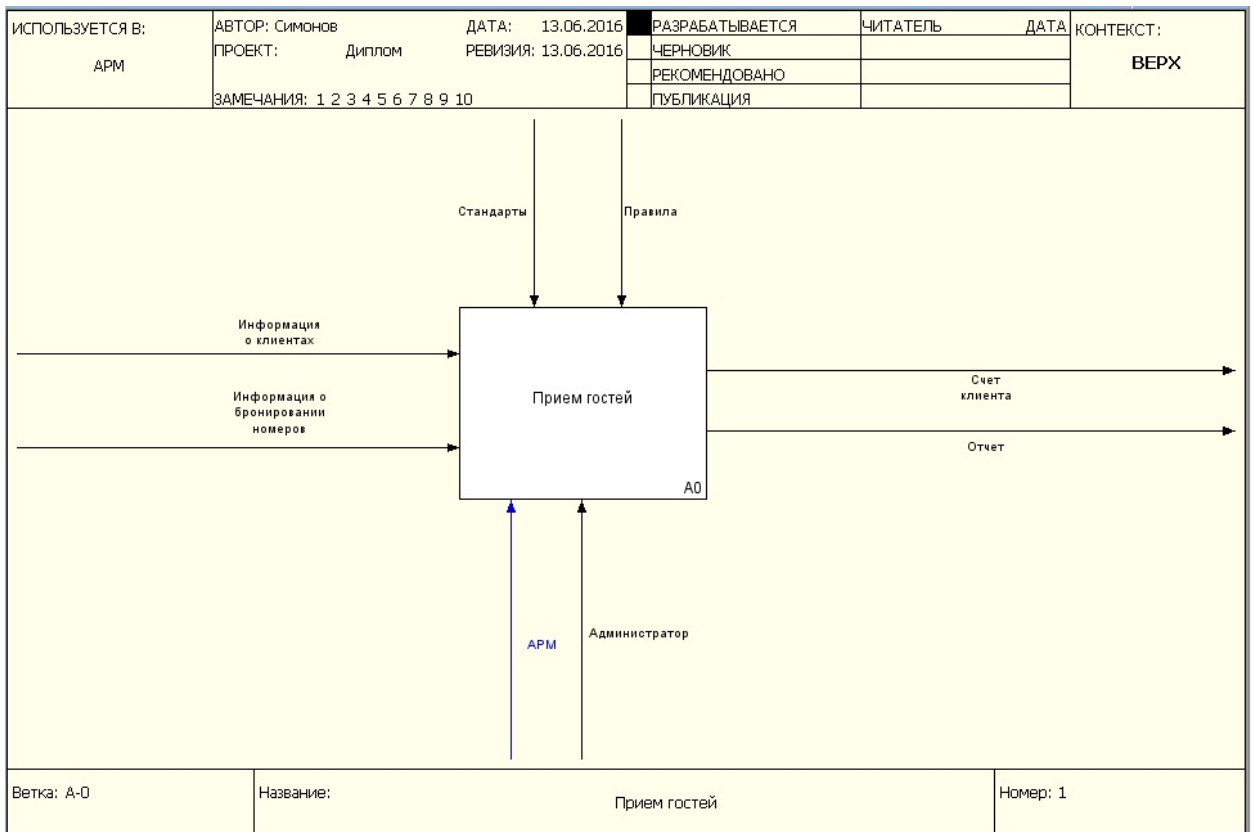 ИСПОЛЬЗУЕТСЯ В:
АРМ
АВТОР: Симонов
ДАТА: 13.06.2016
ПРОЕКТ: Диплом
РЕВИЗИЯ: 13.06.2016
ЗАМЕЧАНИЯ: 1 2 3 4 5 6 7 8 9 10
РАЗРАБАТЫВАЕТСЯ
ЧЕРНОВИК
РЕКОМЕНДОВАНО
ПУБЛИКАЦИЯ
ЧИТАТЕЛЬ ДАТА
КОНТЕКСТ:
ВЕРХ
Стандарты
Правила
Информация
о клиентах
Информация о
бронировании
номеров
Прием гостей
A0
Счет
клиента
Отчет
АРМ
Администратор
Ветка: A-0
Название:
Прием гостей
Номер: 1